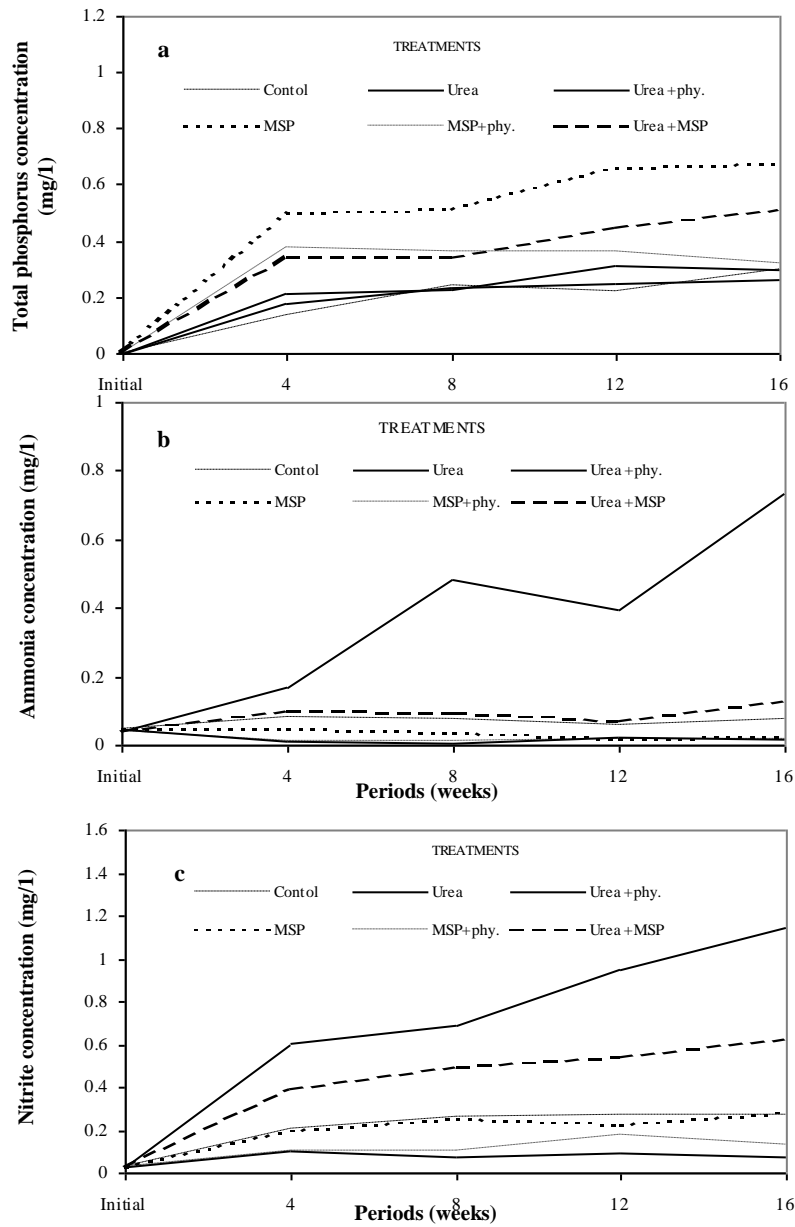 1.2
a
TREATMENTS
1
Contol Urea Urea +phy.
0.8
MSP MSP+phy. Urea +MSP
0.6
0.4
0.2
0
Total phosphorus concentration
(mg/1)
Initial 4 8 12 16
1
b
TREATMENTS
0.8
Contol Urea Urea +phy.
MSP MSP+phy. Urea +MSP
0.6
0.4
0.2
0
Ammonia concentration (mg/1)
Initial 4 8 12 16
Periods (weeks)
1.6
c
TREATMENTS
1.4
Contol Urea Urea +phy.
1.2
MSP MSP+phy. Urea +MSP
1
0.8
0.6
0.4
0.2
0
Nitrite concentration (mg/1)
Initial 4 8 12 16
Periods (weeks)